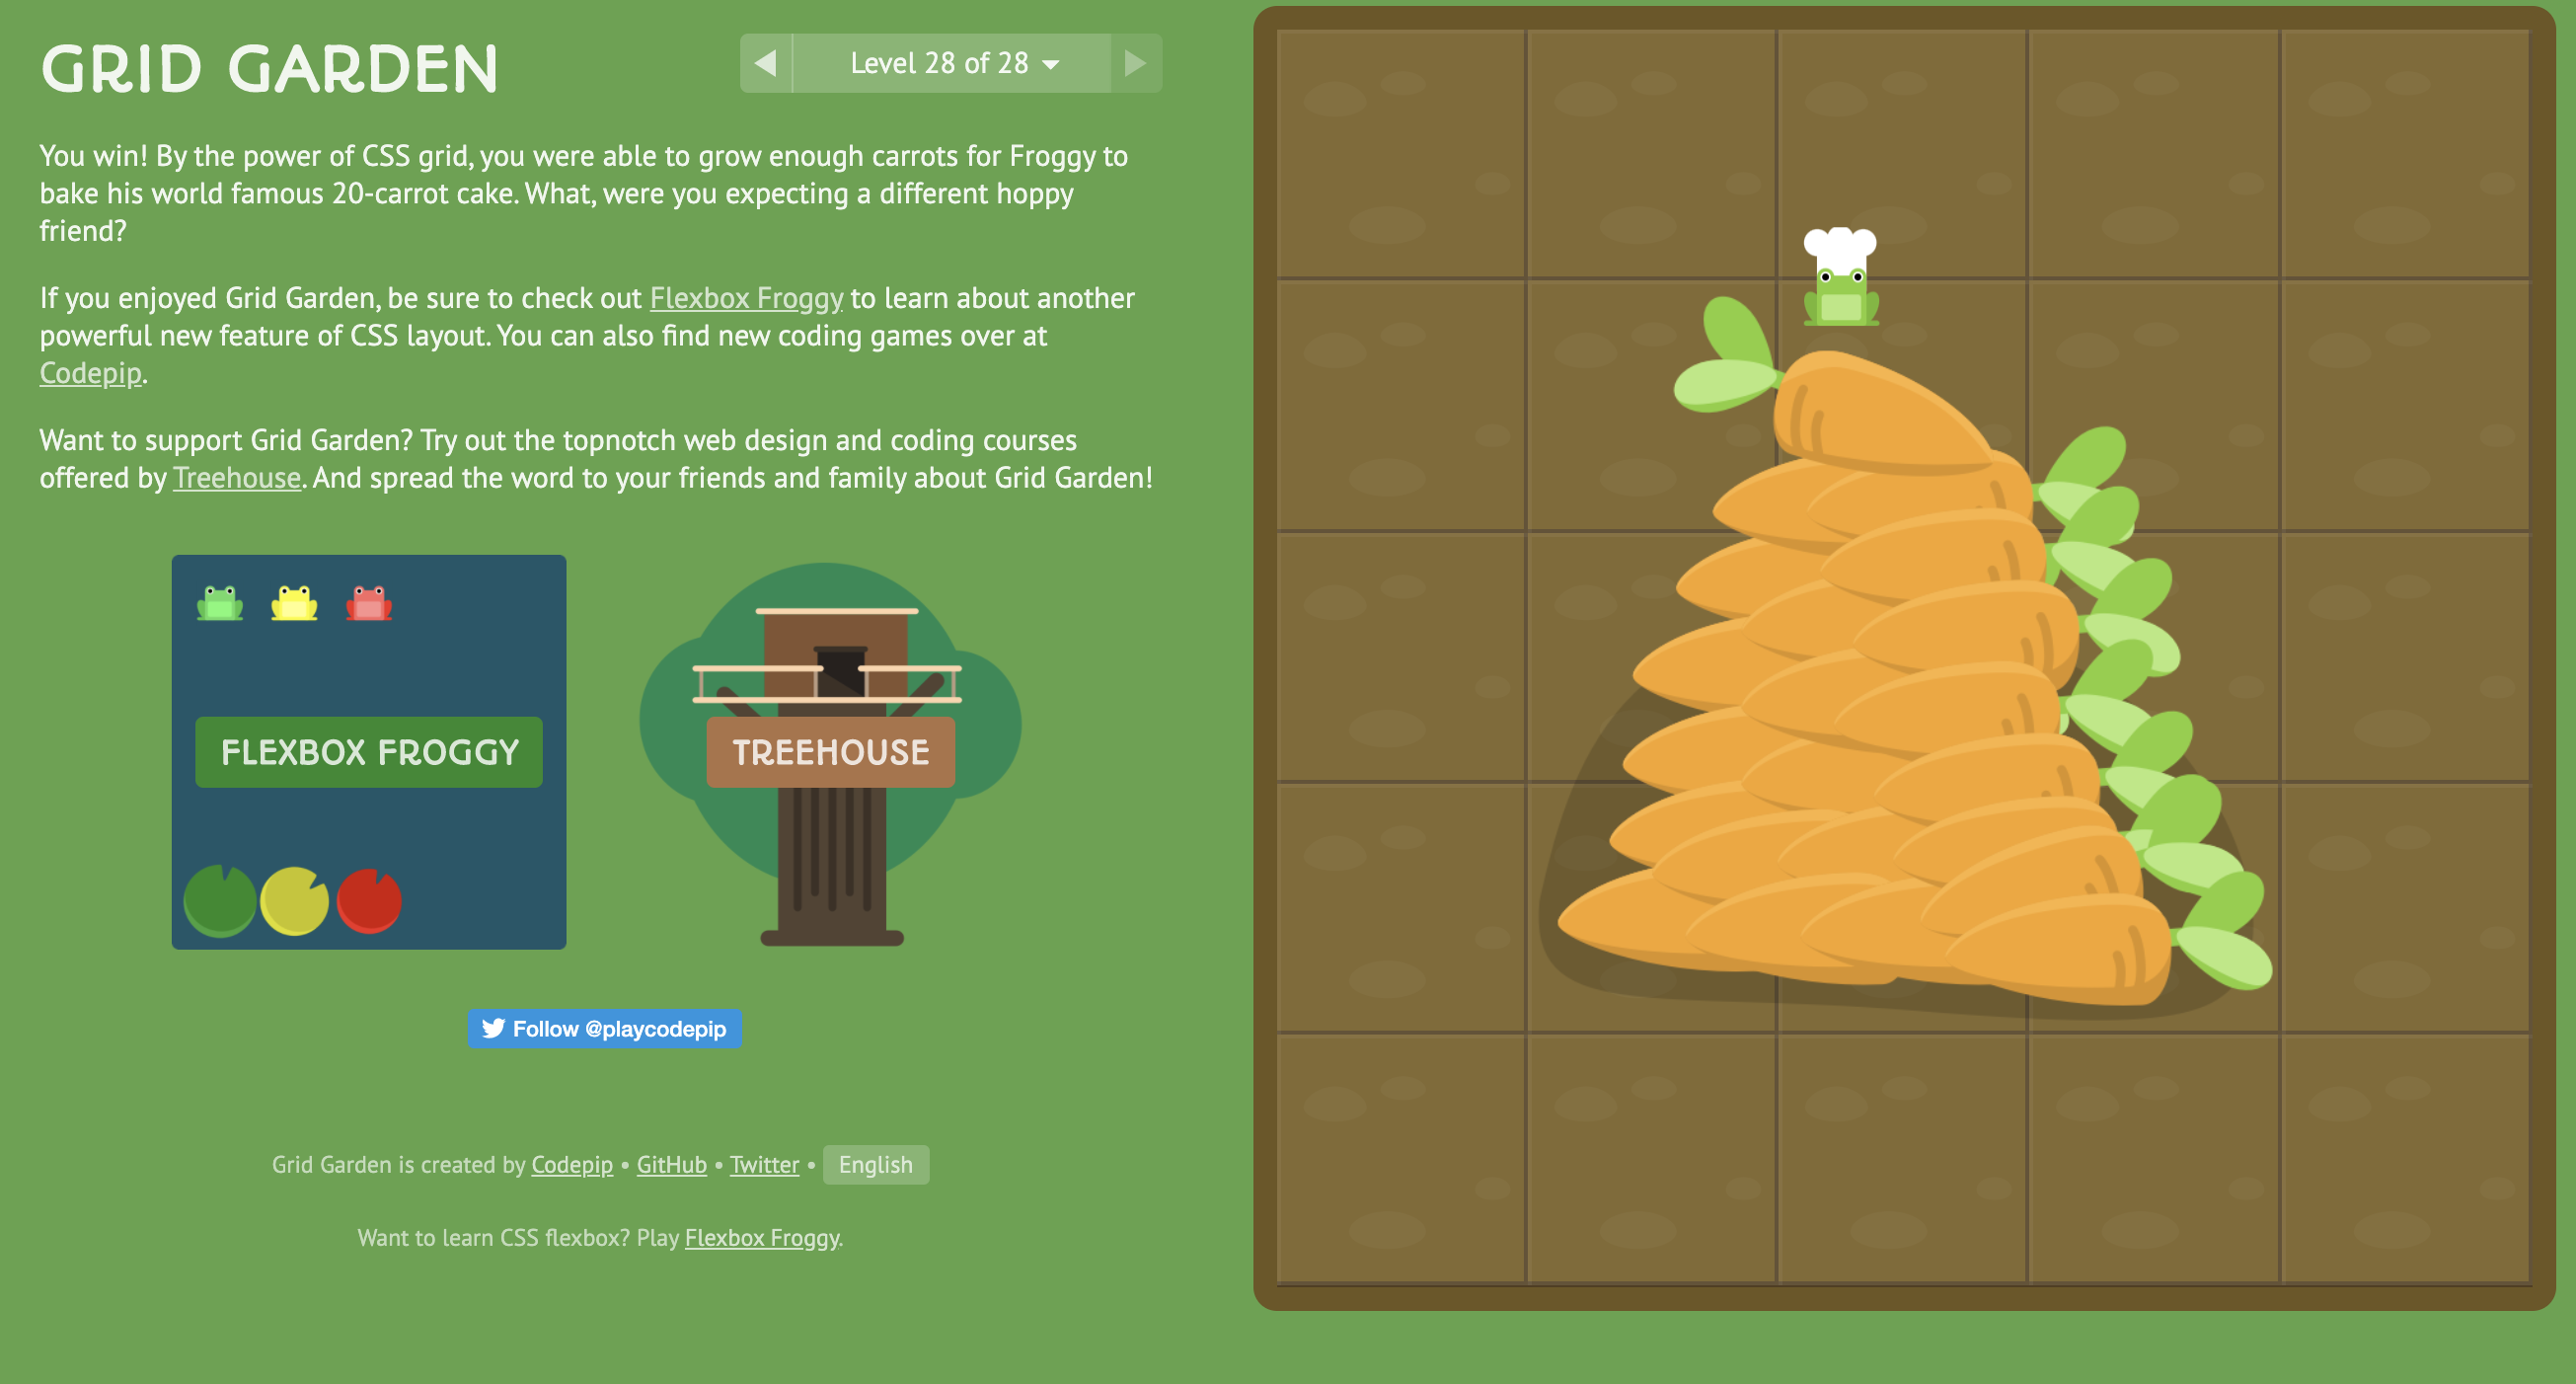 GRID GARDEN
Level 28 of 28
You win! By the power of CSS grid, you were able to grow enough carrots for Froggy to
bake his world famous 20-carrot cake. What, were you expecting a different hoppy
friend?
If you enjoyed Grid Garden, be sure to check out Flexbox Froggy to learn about another
powerful new feature of CSS layout. You can also find new coding games over at
Codepip.
Want to support Grid Garden? Try out the topnotch web design and coding courses
offered by Treehouse. And spread the word to your friends and family about Grid Garden!
FLEXBOX FROGGY
TREEHOUSE
Follow @playcodepip
Grid Garden is created by Codepip • GitHub • Twitter • English
Want to learn CSS flexbox? Play Flexbox Froggy.